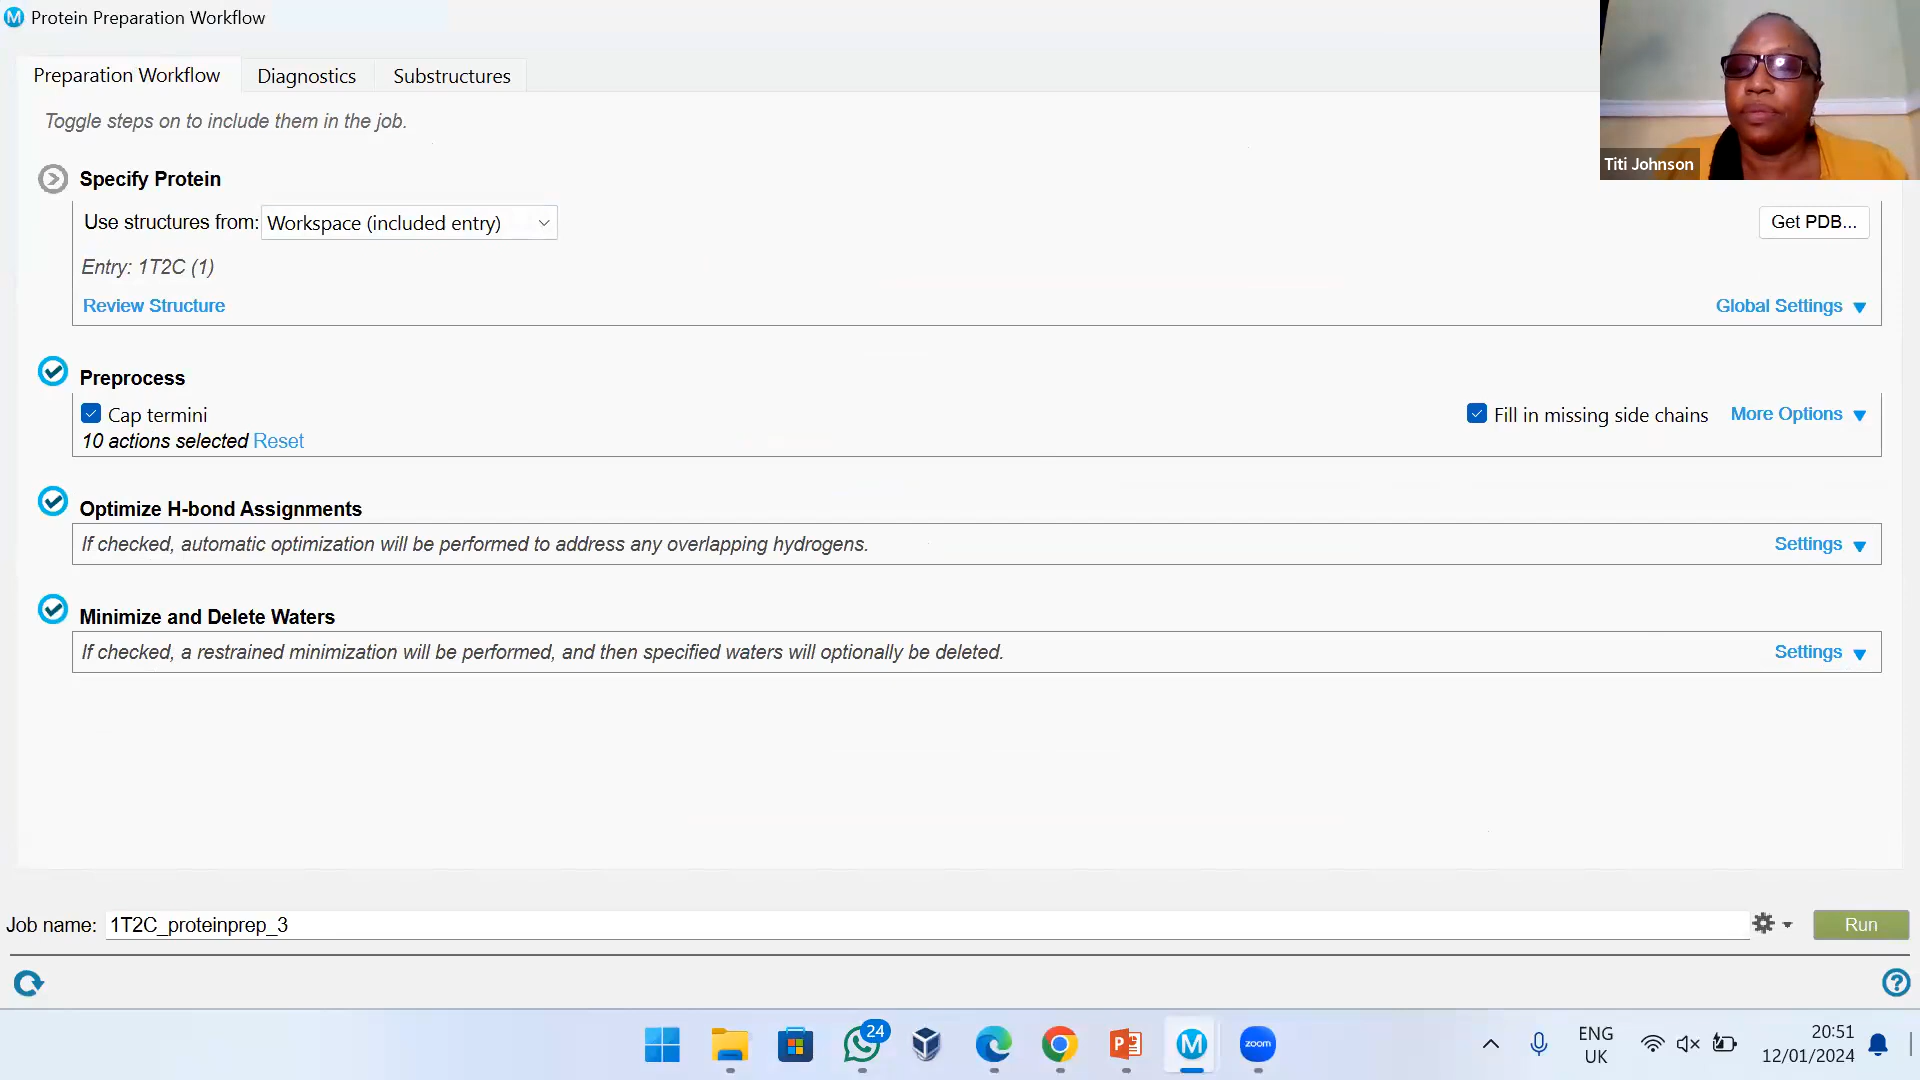 Protein Preparation Workflow
Preparation Workflow
Diagnostics
Substructures
Toggle steps on to include them in the job.
Titi Johnson
Specify Protein
Use structures from: Workspace (included entry)
Get PDB...
Entry: 1T2C (1)
Review Structure
Global Settings
Preprocess
Cap termini
Fill in missing side chains
More Options
10 actions selected Reset
Optimize H-bond Assignments
If checked, automatic optimization will be performed to address any overlapping hydrogens.
Settings
Minimize and Delete Waters
If checked, a restrained minimization will be performed, and then specified waters will optionally be deleted.
Settings
Job name: 1T2C_proteinprep_3
Run
24
zoom
ENG
UK
20:51
12/01/2024